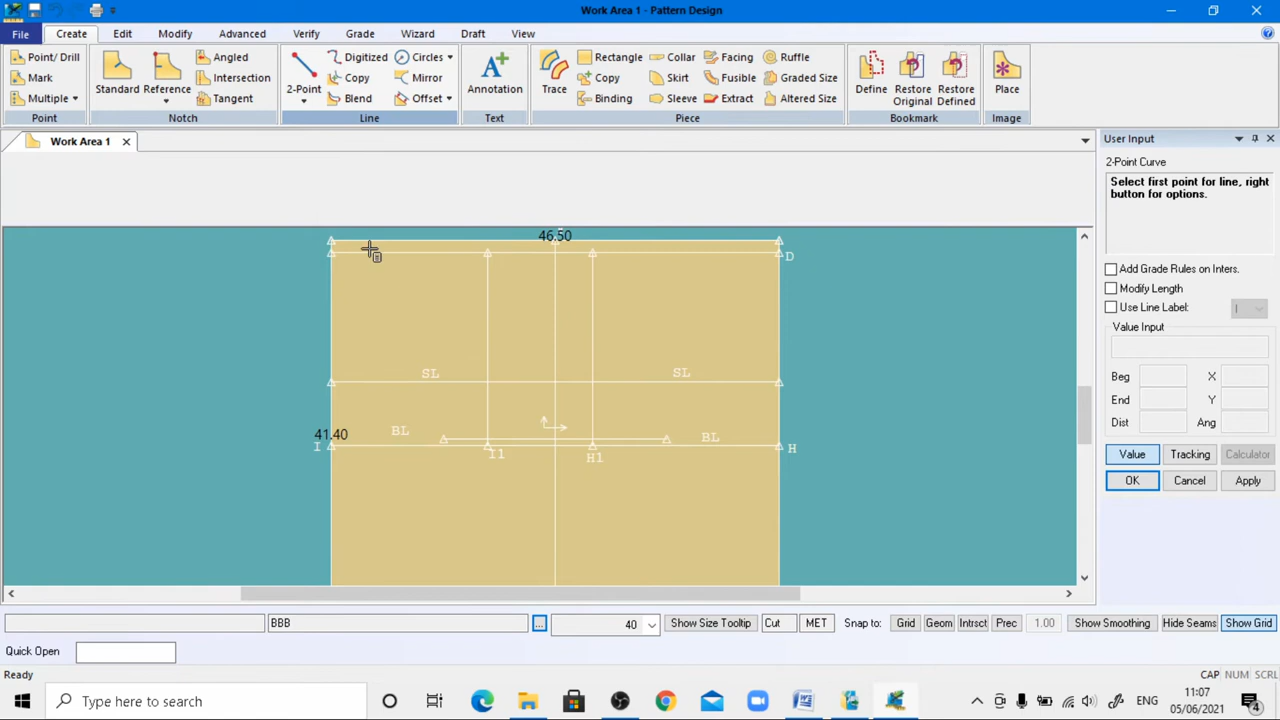 Work Area 1 - Pattern Design
File Create Edit Modify Advanced Verify Grade Wizard Draft View
Point/ Drill Angled Digitized Circles Rectangle Collar Facing Ruffle
Mark Intersection Copy Mirror Copy Skirt Fusible Graded Size
Multiple Standard Reference Tangent 2-Point Blend Offset Annotation Trace Binding Sleeve Extract Altered Size Define Restore Original Restore Defined Place
Point Notch Line Text Piece Bookmark Image
Work Area 1
User Input
2-Point Curve
Select first point for line, right
button for options.
46.50
D
Add Grade Rules on Inters.
Modify Length
Use Line Label:
Value Input
SL SL
Beg X
End Y
Dist Ang
BL BL
41.40
I I1 H1 H
Value Tracking Calculator
OK Cancel Apply
BBB ... 40 Show Size Tooltip Cut MET Snap to: Grid Geom Intrsct Prec 1.00 Show Smoothing Hide Seams Show Grid
Quick Open
Ready CAP NUM SCRL
Type here to search ENG 11:07
05/06/2021 4